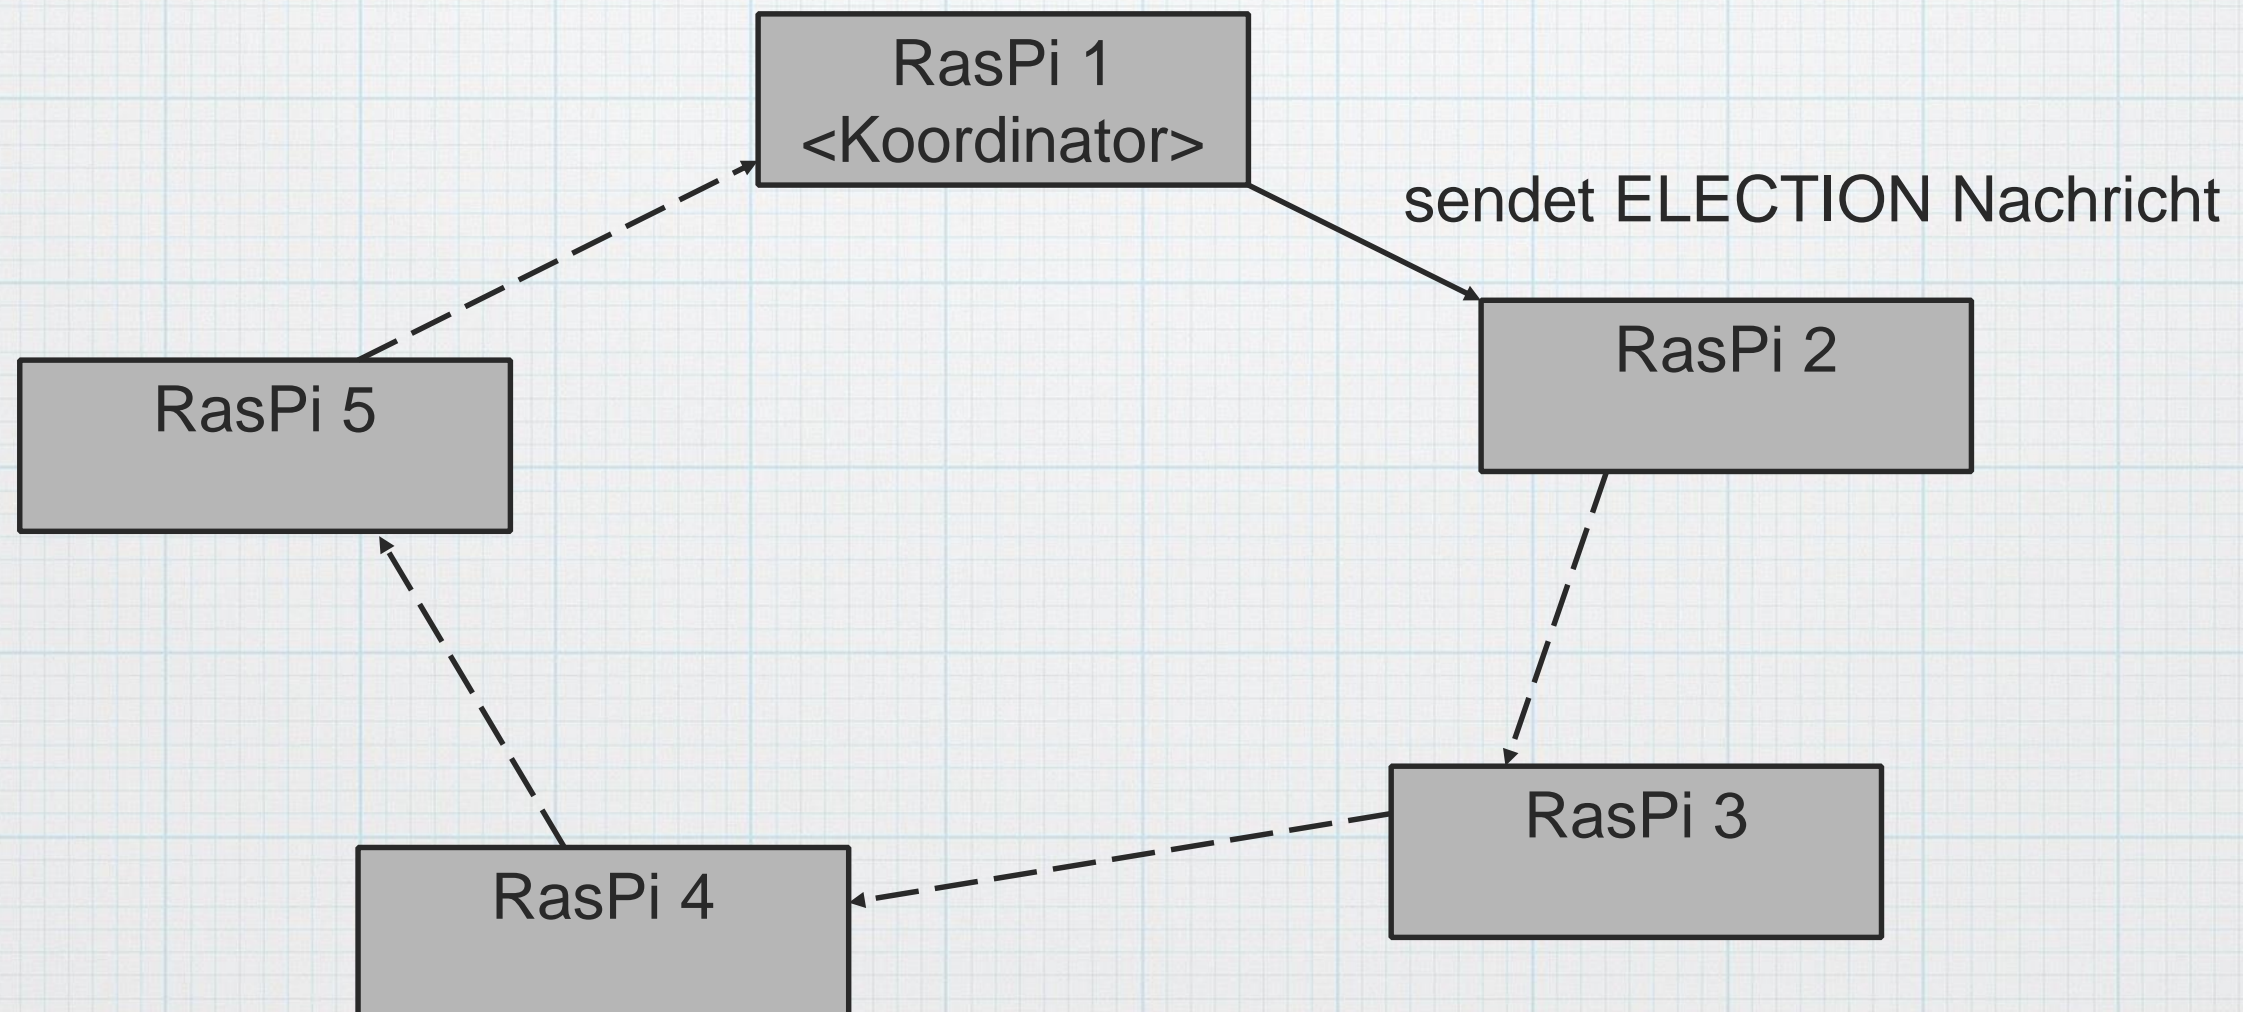 RasPi 1
<Koordinator>
sendet ELECTION Nachricht
RasPi 2
RasPi 5
RasPi 3
RasPi 4